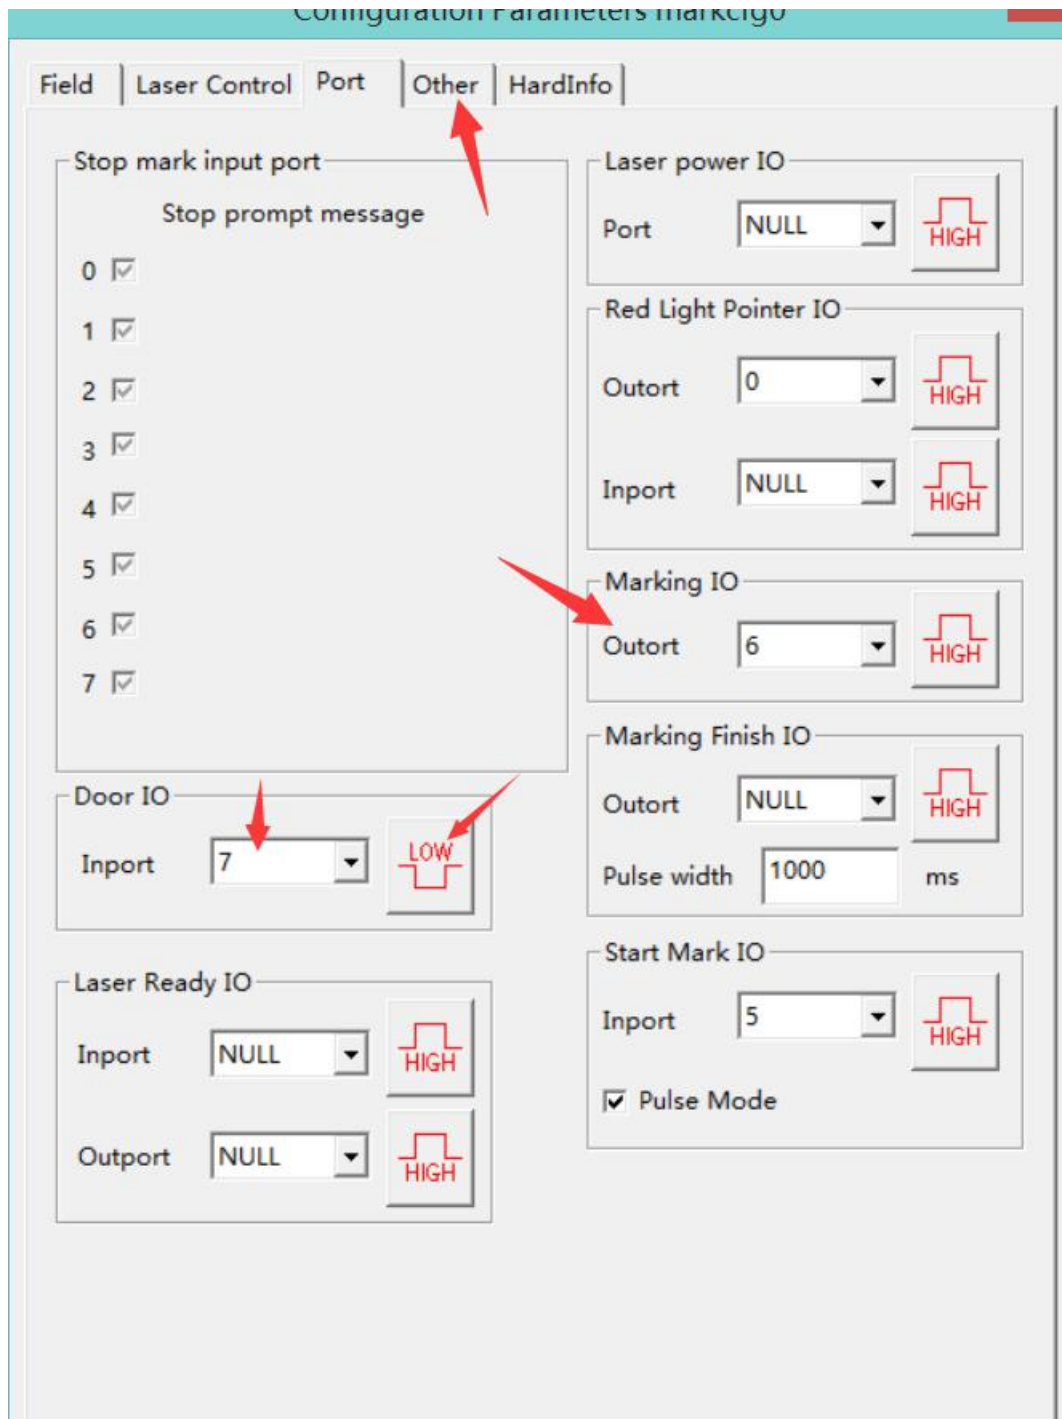 Configuration Parameters markcfg0
Field Laser Control Port Other HardInfo
Stop mark input port
Stop prompt message
0
1
2
3
4
5
6
7
Door IO
Inport 7 LOW
Laser Ready IO
Inport NULL HIGH
Outport NULL HIGH
Laser power IO
Port NULL HIGH
Red Light Pointer IO
Outort 0 HIGH
Inport NULL HIGH
Marking IO
Outort 6 HIGH
Marking Finish IO
Outort NULL HIGH
Pulse width 1000 ms
Start Mark IO
Inport 5 HIGH
Pulse Mode